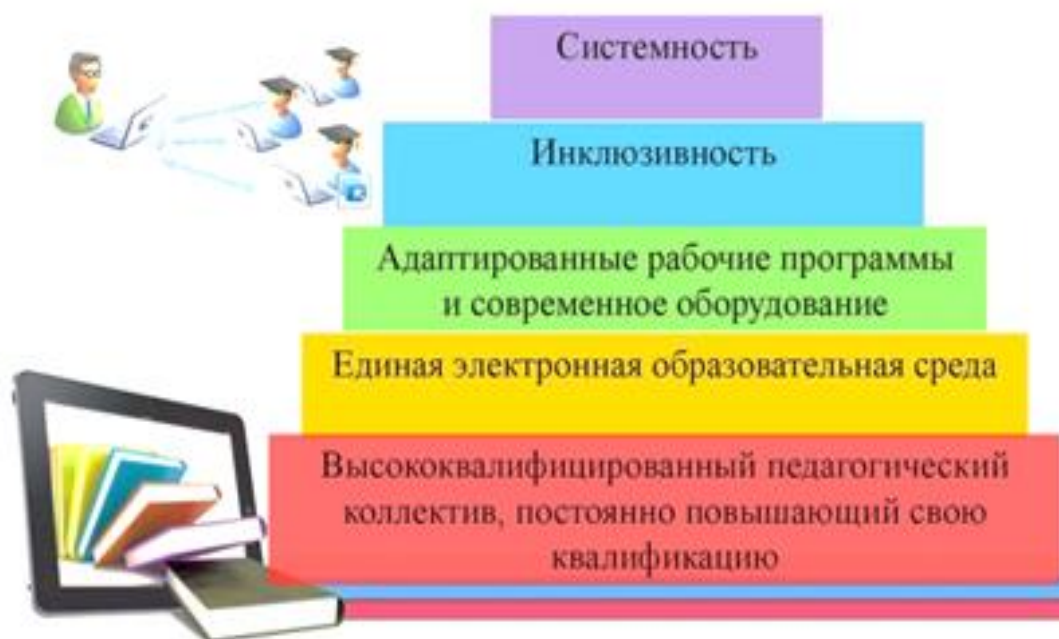 Системность
Инклюзивность
Адаптированные рабочие программы
и современное оборудование
Единая электронная образовательная среда
Высококвалифицированный педагогический
коллектив, постоянно повышающий свою
квалификацию